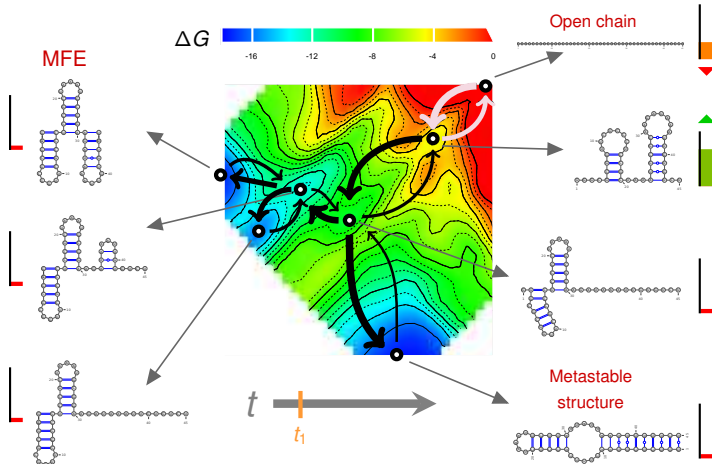 ΔG
-16 -12 -8 -4 0
Open chain
MFE
Metastable
structure
t
t₁